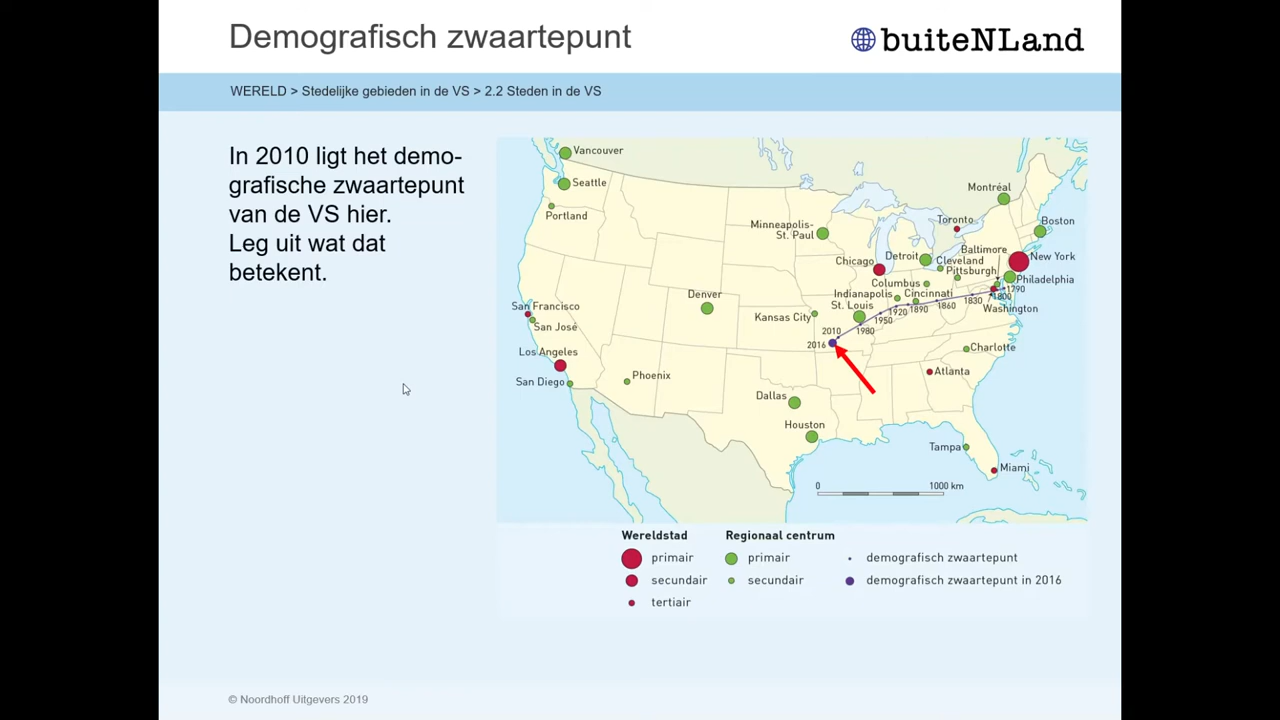 Demografisch zwaartepunt
buiteNLand
WERELD > Stedelijke gebieden in de VS > 2.2 Steden in de VS
In 2010 ligt het demo-
grafische zwaartepunt
van de VS hier.
Leg uit wat dat
betekent.
Vancouver
Seattle
Portland
Montréal
Toronto
Boston
Minneapolis-
St. Paul
Baltimore
New York
Chicago
Detroit
Cleveland
Pittsburgh
Philadelphia
Columbus
1790
Denver
Indianapolis
Cincinnati
1800
St. Louis
1830
1860
San Francisco
Kansas City
1920
1890
Washington
San José
1950
2010
1980
2016
Charlotte
Los Angeles
Atlanta
San Diego
Phoenix
Dallas
Houston
Tampa
Miami
0
1000 km
Wereldstad
Regionaal centrum
primair
primair
demografisch zwaartepunt
secundair
secundair
demografisch zwaartepunt in 2016
tertiair
© Noordhoff Uitgevers 2019